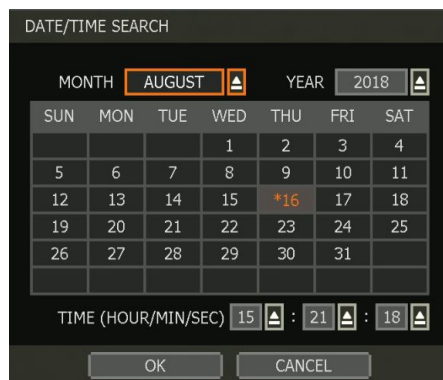 DATE/TIME SEARCH
MONTH AUGUST YEAR 2018
SUN MON TUE WED THU FRI SAT
1 2 3 4
5 6 7 8 9 10 11
12 13 14 15 *16 17 18
19 20 21 22 23 24 25
26 27 28 29 30 31
TIME (HOUR/MIN/SEC) 15 : 21 : 18
OK CANCEL